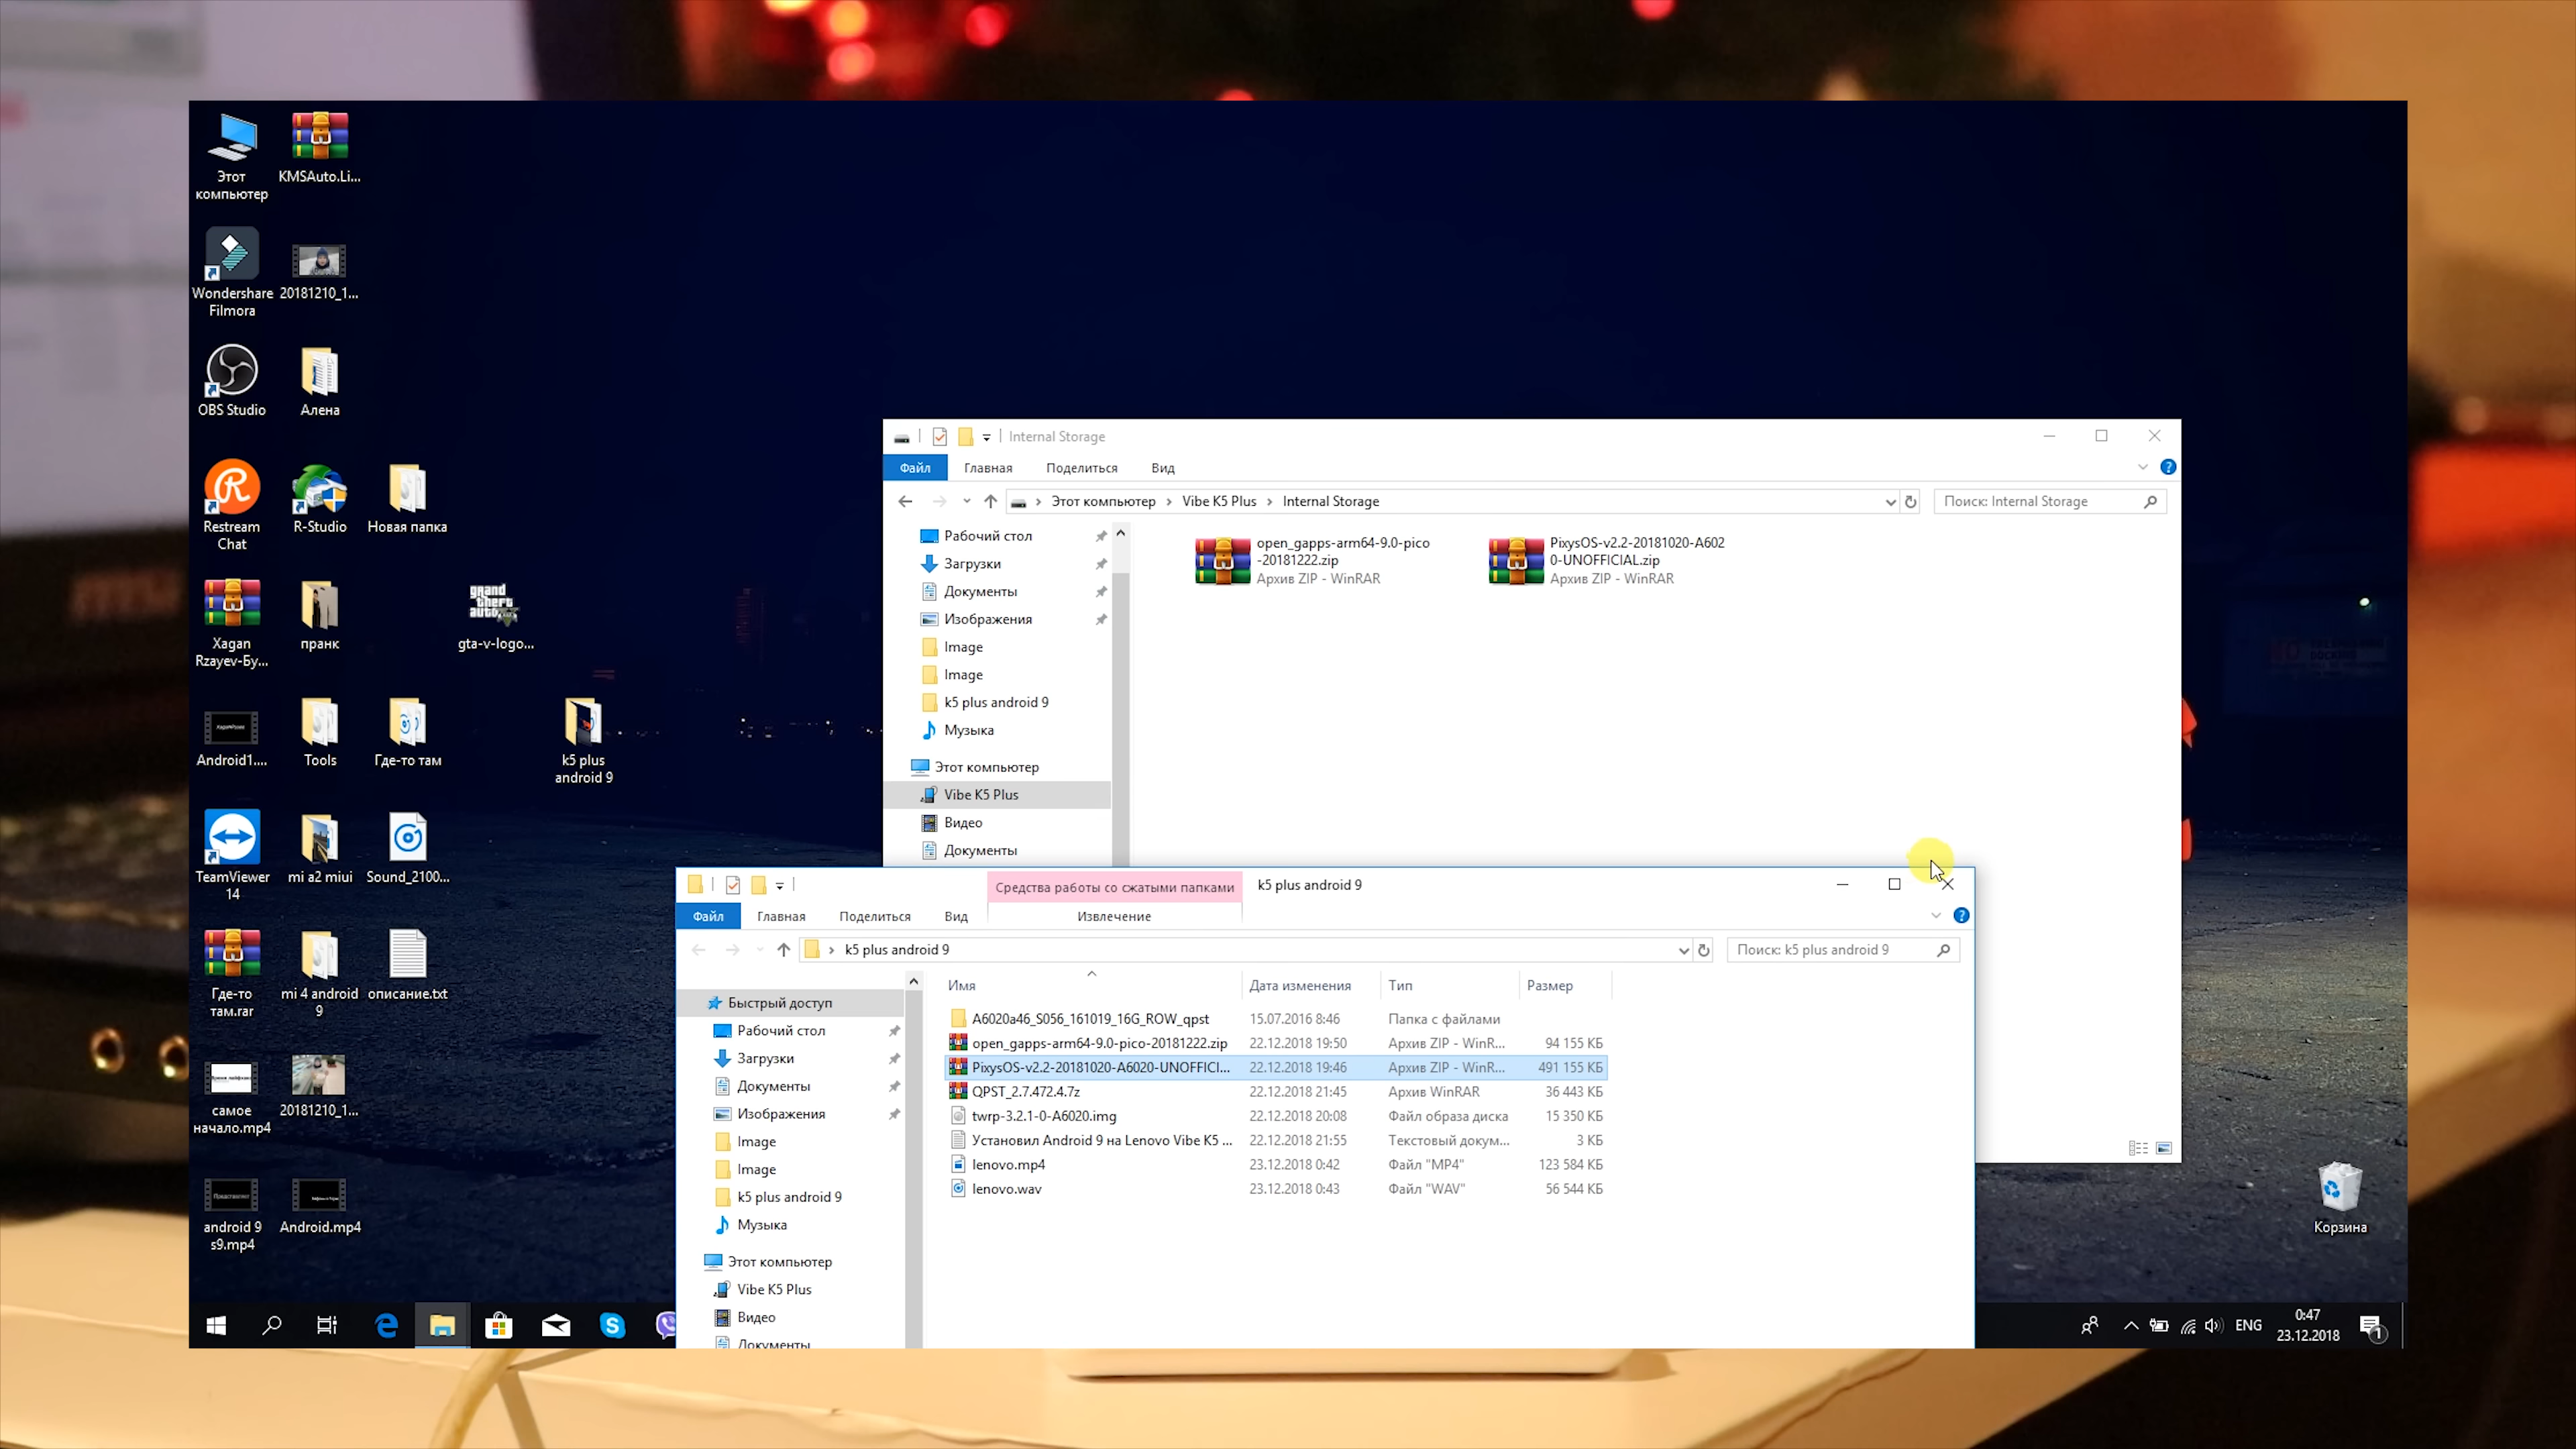 Этот
компьютер
KMSAuto.Li...
Wondershare
Filmora
20181210_1...
OBS Studio
Алена
Restream
Chat
R-Studio
Новая папка
Xagan
Rzayev-Бу...
пранк
grand
theft
auto
gta-v-logo...
Android1....
Tools
Где-то там
k5 plus
android 9
TeamViewer
14
mi a2 miui
Sound_2100...
Где-то
там.rar
mi 4 android
9
описание.txt
самое
начало.mp4
20181210_1...
android 9
s9.mp4
Android.mp4
Internal Storage
Файл
Главная
Поделиться
Вид
Этот компьютер
Vibe K5 Plus
Internal Storage
Поиск: Internal Storage
Рабочий стол
Загрузки
Документы
Изображения
Image
Image
k5 plus android 9
Музыка
Этот компьютер
Vibe K5 Plus
Видео
Документы
open_gapps-arm64-9.0-pico
-20181222.zip
Архив ZIP - WinRAR
PixysOS-v2.2-20181020-A602
0-UNOFFICIAL.zip
Архив ZIP - WinRAR
Средства работы со сжатыми папками
k5 plus android 9
Файл
Главная
Поделиться
Вид
Извлечение
k5 plus android 9
Поиск: k5 plus android 9
Быстрый доступ
Рабочий стол
Загрузки
Документы
Изображения
Image
Image
k5 plus android 9
Музыка
Этот компьютер
Vibe K5 Plus
Видео
Документы
Имя Дата изменения Тип Размер
A6020a46_S056_161019_16G_ROW_qpst 15.07.2016 8:46 Папка с файлами
open_gapps-arm64-9.0-pico-20181222.zip 22.12.2018 19:50 Архив ZIP - WinR... 94 155 КБ
PixysOS-v2.2-20181020-A6020-UNOFFICI... 22.12.2018 19:46 Архив ZIP - WinR... 491 155 КБ
QPST_2.7.472.4.7z 22.12.2018 21:45 Архив WinRAR 36 443 КБ
twrp-3.2.1-0-A6020.img 22.12.2018 20:08 Файл образа диска 15 350 КБ
Установил Android 9 на Lenovo Vibe K5 ... 22.12.2018 21:55 Текстовый докум... 3 КБ
lenovo.mp4 23.12.2018 0:42 Файл "MP4" 123 584 КБ
lenovo.wav 23.12.2018 0:43 Файл "WAV" 56 544 КБ
Корзина
ENG
0:47
23.12.2018
1